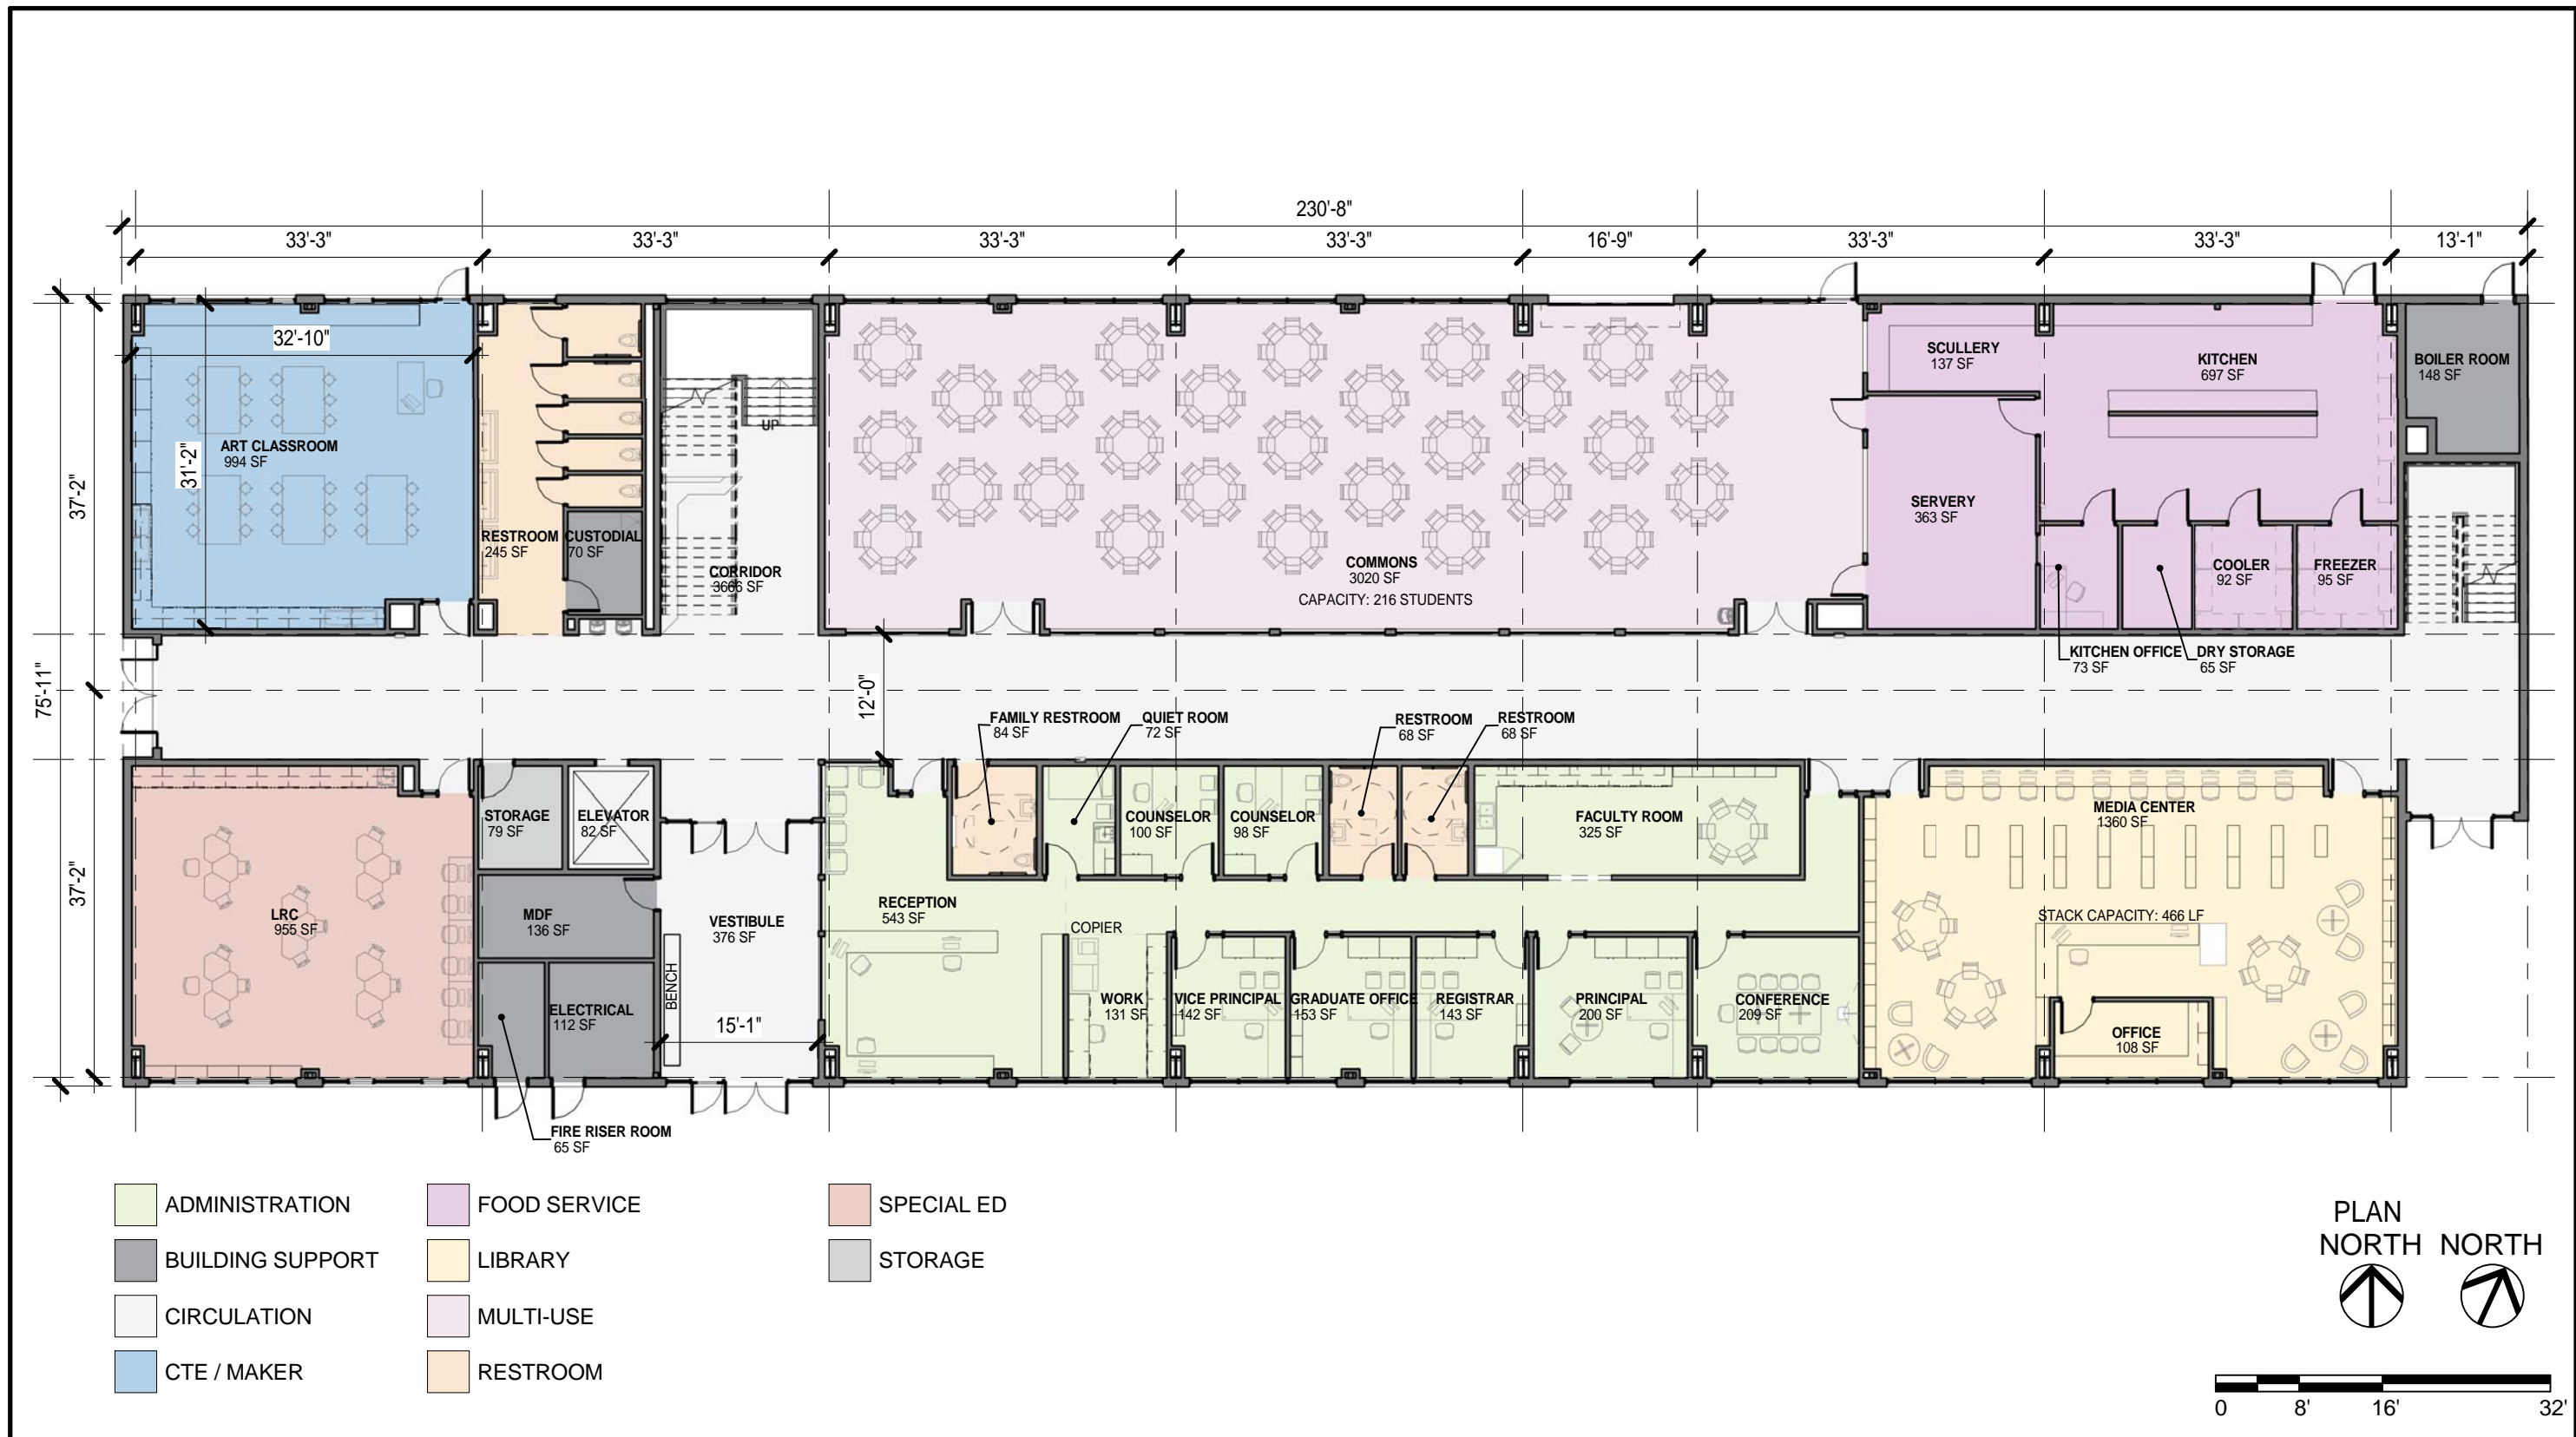 230'-8"
33'-3"
33'-3"
33'-3"
33'-3"
16'-9"
33'-3"
33'-3"
13'-1"
75'-11"
37'-2"
37'-2"
32'-10"
31'-2"
ART CLASSROOM
994 SF
RESTROOM
245 SF
CUSTODIAL
70 SF
UP
CORRIDOR
3666 SF
COMMONS
3020 SF
CAPACITY: 216 STUDENTS
SCULLERY
137 SF
KITCHEN
697 SF
BOILER ROOM
148 SF
SERVERY
363 SF
COOLER
92 SF
FREEZER
95 SF
KITCHEN OFFICE
73 SF
DRY STORAGE
65 SF
12'-0"
FAMILY RESTROOM
84 SF
QUIET ROOM
72 SF
RESTROOM
68 SF
RESTROOM
68 SF
STORAGE
79 SF
ELEVATOR
82 SF
COUNSELOR
100 SF
COUNSELOR
98 SF
FACULTY ROOM
325 SF
MEDIA CENTER
1360 SF
LRC
955 SF
MDF
136 SF
VESTIBULE
376 SF
RECEPTION
543 SF
COPIER
STACK CAPACITY: 466 LF
BENCH
ELECTRICAL
112 SF
15'-1"
WORK
131 SF
VICE PRINCIPAL
142 SF
GRADUATE OFFICE
153 SF
REGISTRAR
143 SF
PRINCIPAL
200 SF
CONFERENCE
209 SF
OFFICE
108 SF
FIRE RISER ROOM
65 SF
ADMINISTRATION
BUILDING SUPPORT
CIRCULATION
CTE / MAKER
FOOD SERVICE
LIBRARY
MULTI-USE
RESTROOM
SPECIAL ED
STORAGE
PLAN
NORTH
NORTH
0 8' 16' 32'